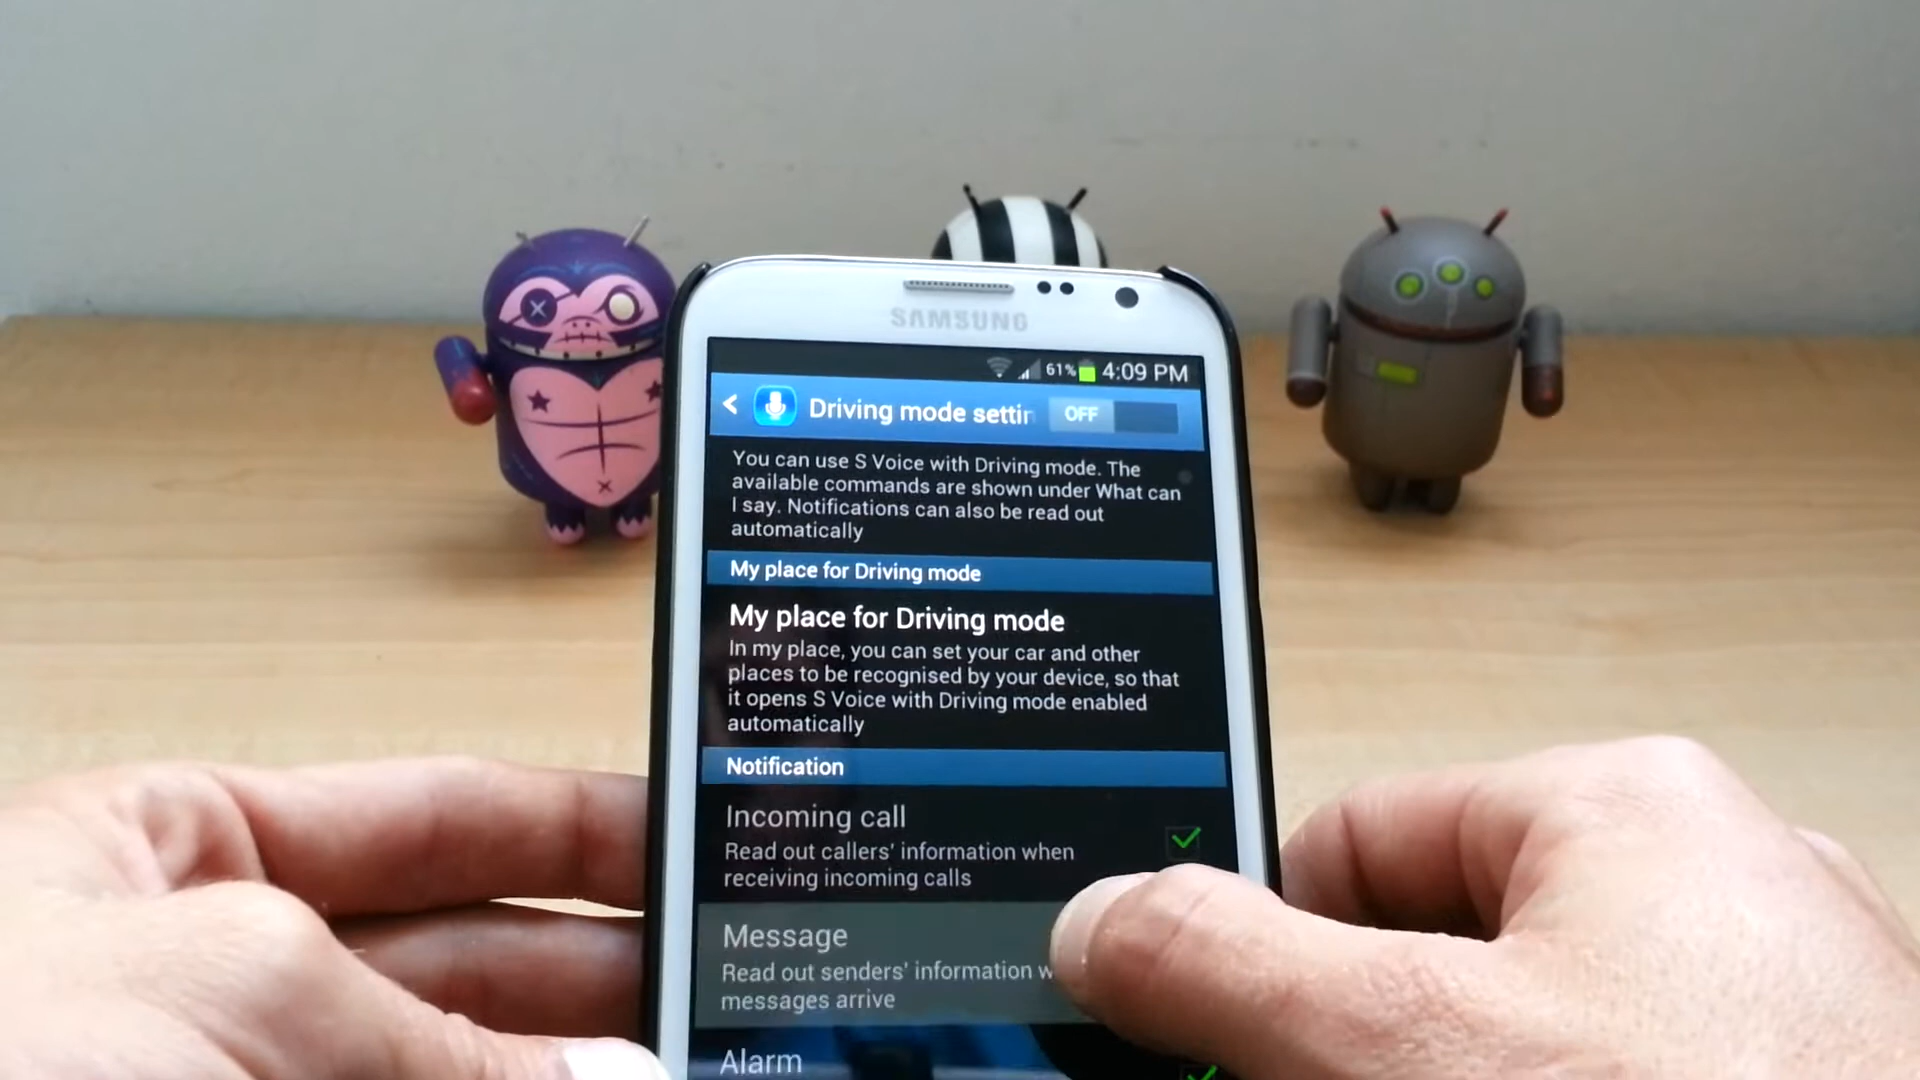 SAMSUNG
61% 4:09 PM
Driving mode settin OFF
You can use S Voice with Driving mode. The
available commands are shown under What can
I say. Notifications can also be read out
automatically
My place for Driving mode
My place for Driving mode
In my place, you can set your car and other
places to be recognised by your device, so that
it opens S Voice with Driving mode enabled
automatically
Notification
Incoming call
Read out callers' information when
receiving incoming calls
Message
Read out senders' information w
messages arrive
Alarm